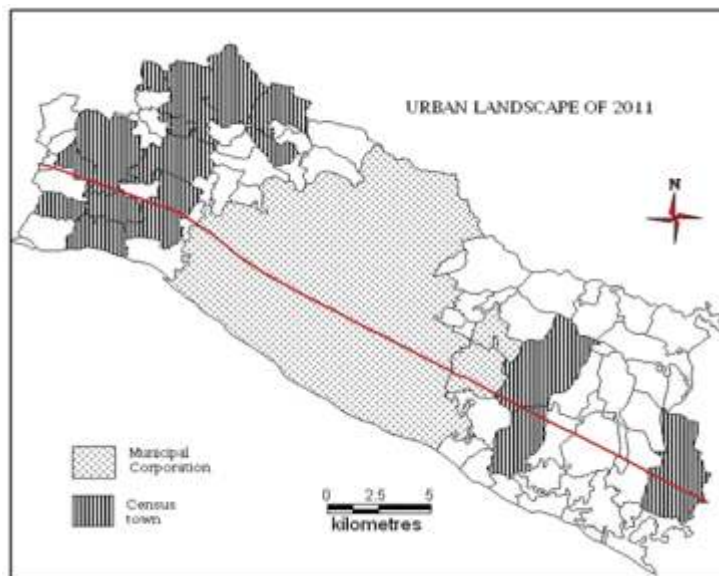 URBAN LANDSCAPE OF 2011
N
Municipal
Corporation
Census
town
0 2.5 5
kilometres